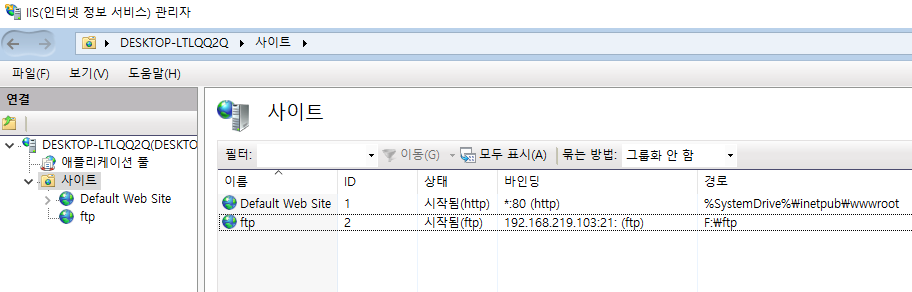 IIS(인터넷 정보 서비스) 관리자
DESKTOP-LTLQQ2Q 사이트
파일(F) 보기(V) 도움말(H)
연결
DESKTOP-LTLQQ2Q(DESKTO
애플리케이션 풀
사이트
Default Web Site
ftp
사이트
필터: 이동(G) 모두 표시(A) 묶는 방법: 그룹화 안 함
이름 ID 상태 바인딩 경로
Default Web Site 1 시작됨(http) *:80 (http) %SystemDrive%₩inetpub₩wwwroot
ftp 2 시작됨(ftp) 192.168.219.103:21: (ftp) F:₩ftp